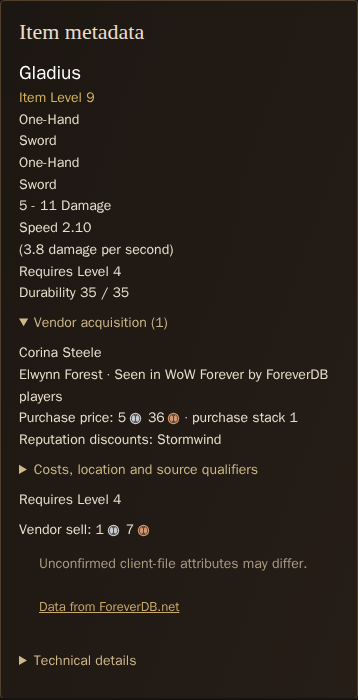 Item metadata
Gladius
Item Level 9
One-Hand
Sword
One-Hand
Sword
5 - 11 Damage
Speed 2.10
(3.8 damage per second)
Requires Level 4
Durability 35 / 35
▼ Vendor acquisition (1)
Corina Steele
Elwynn Forest · Seen in WoW Forever by ForeverDB
players
Purchase price: 5 36 · purchase stack 1
Reputation discounts: Stormwind
▶ Costs, location and source qualifiers
Requires Level 4
Vendor sell: 1 7
Unconfirmed client-file attributes may differ.
Data from ForeverDB.net
▶ Technical details